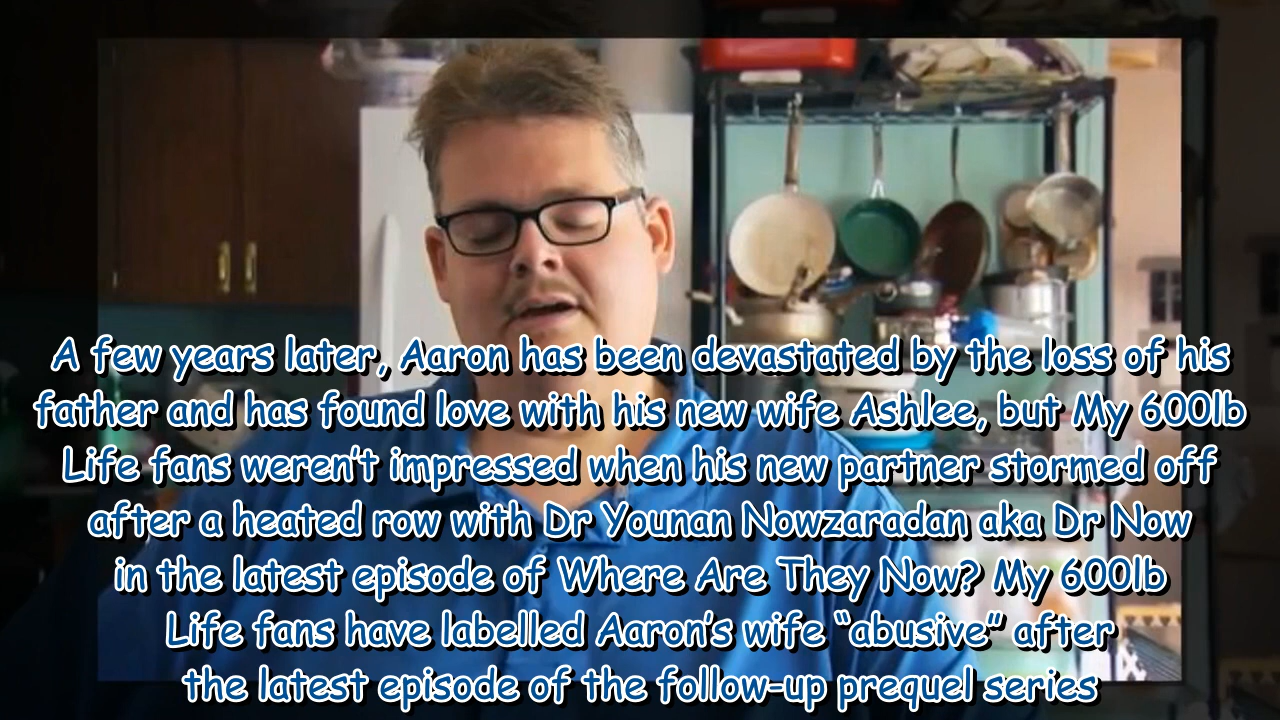 A few years later, Aaron has been devastated by the loss of his
father and has found love with his new wife Ashlee, but My 600lb
Life fans weren't impressed when his new partner stormed off
after a heated row with Dr Younan Nowzaradan aka Dr Now
in the latest episode of Where Are They Now? My 600lb
Life fans have labelled Aaron's wife “abusive” after
the latest episode of the follow-up prequel series